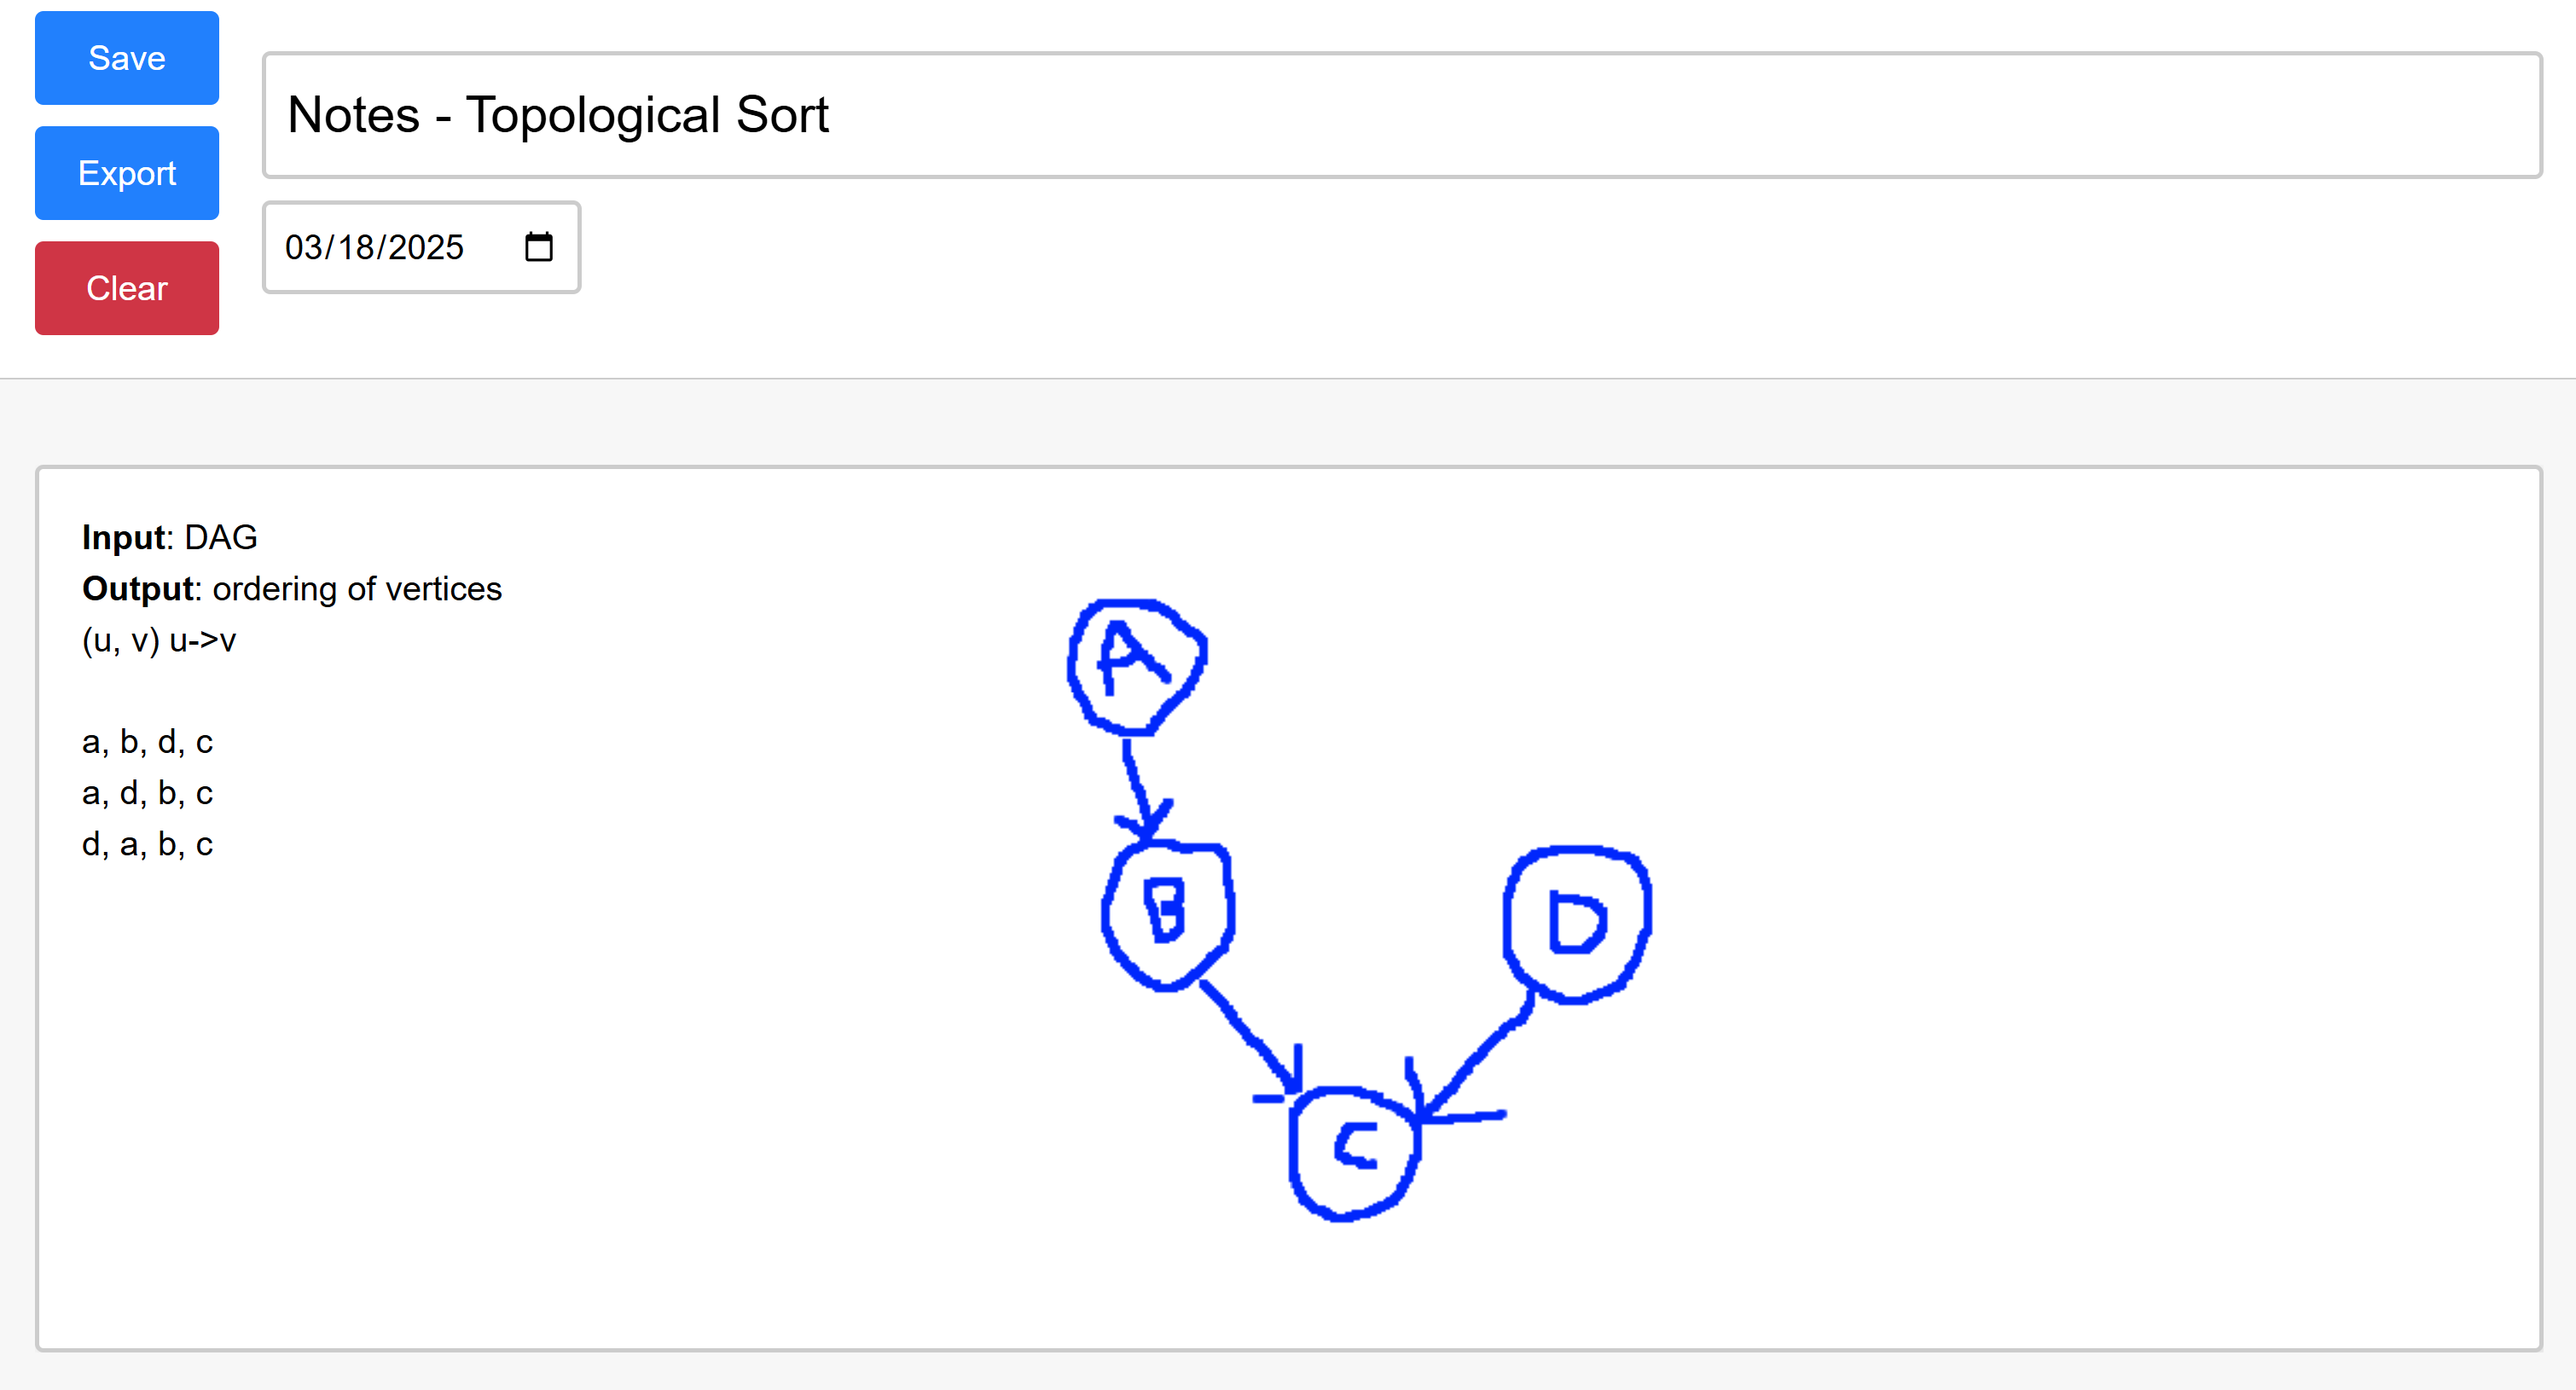 Save
Export
Clear
Notes - Topological Sort
03/18/2025
Input: DAG
Output: ordering of vertices
(u, v) u->v
a, b, d, c
a, d, b, c
d, a, b, c
A
B
D
C